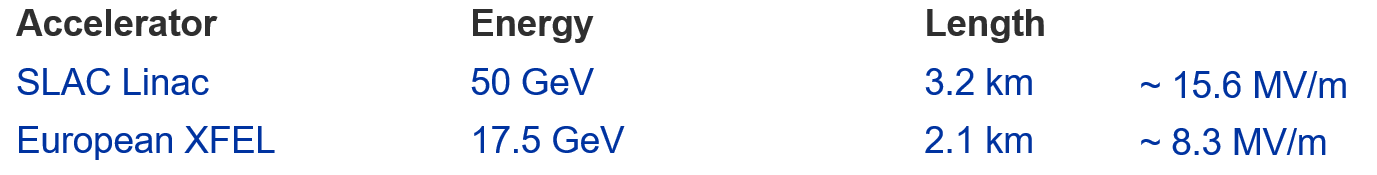 Accelerator Energy Length
SLAC Linac 50 GeV 3.2 km ~ 15.6 MV/m
European XFEL 17.5 GeV 2.1 km ~ 8.3 MV/m